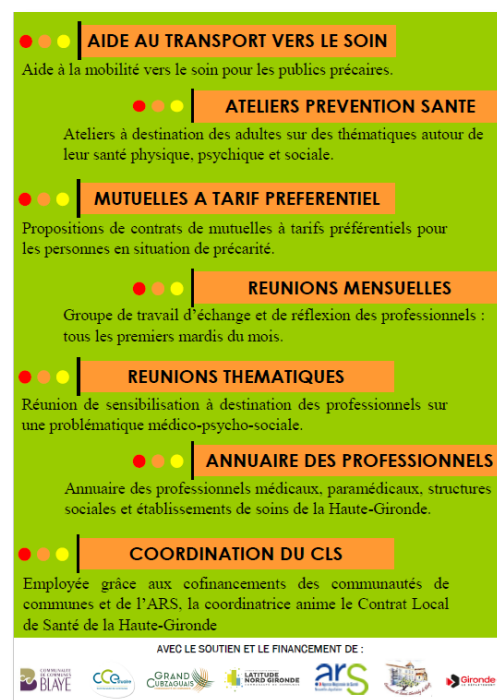 AIDE AU TRANSPORT VERS LE SOIN
Aide à la mobilité vers le soin pour les publics précaires.
ATELIERS PREVENTION SANTE
Ateliers à destination des adultes sur des thématiques autour de
leur santé physique, psychique et sociale.
MUTUELLES A TARIF PREFERENTIEL
Propositions de contrats de mutuelles à tarifs préférentiels pour
les personnes en situation de précarité.
REUNIONS MENSUELLES
Groupe de travail d’échange et de réflexion des professionnels :
tous les premiers mardis du mois.
REUNIONS THEMATIQUES
Réunion de sensibilisation à destination des professionnels sur
une problématique médico-psycho-sociale.
ANNUAIRE DES PROFESSIONNELS
Annuaire des professionnels médicaux, paramédicaux, structures
sociales et établissements de soins de la Haute-Gironde.
COORDINATION DU CLS
Employée grâce aux cofinancements des communautés de
communes et de l’ARS, la coordinatrice anime le Contrat Local
de Santé de la Haute-Gironde
AVEC LE SOUTIEN ET LE FINANCEMENT DE :
BLAYE
CCE
GRAND
CUBZAGUAIS
LATITUDE
NORD GIRONDE
ars
Gironde